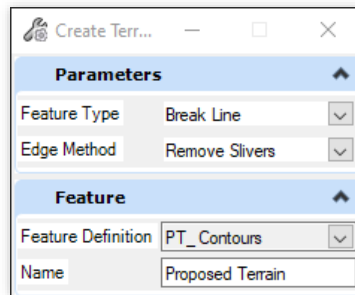 Create Terr...
Parameters
Feature Type Break Line
Edge Method Remove Slivers
Feature
Feature Definition PT_Contours
Name Proposed Terrain